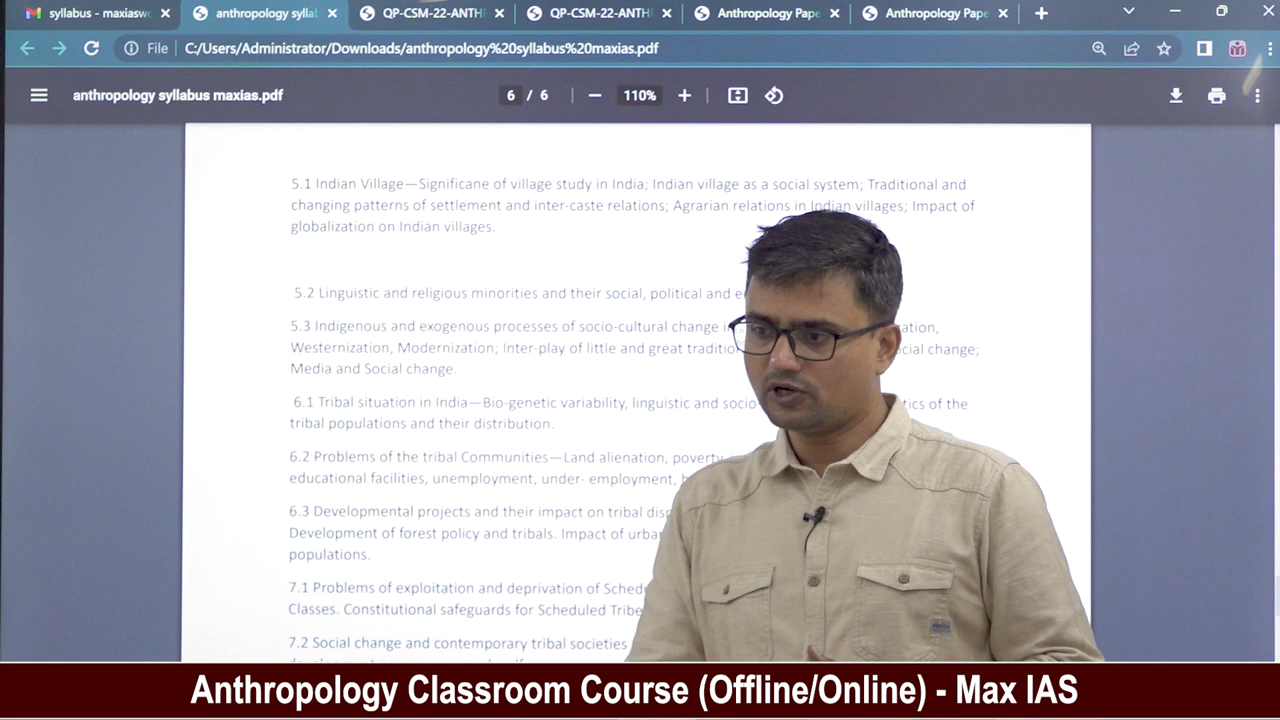 syllabus - maxiasw
anthropology sylla
QP-CSM-22-ANTH
QP-CSM-22-ANTH
Anthropology Pape
Anthropology Pape
File C:/Users/Administrator/Downloads/anthropology%20syllabus%20maxias.pdf
anthropology syllabus maxias.pdf 6 / 6 110%
5.1 Indian Village—Significane of village study in India; Indian village as a social system; Traditional and
changing patterns of settlement and inter-caste relations; Agrarian relations in Indian villages; Impact of
globalization on Indian villages.
5.2 Linguistic and religious minorities and their social, political and e
5.3 Indigenous and exogenous processes of socio-cultural change zation,
Westernization, Modernization; Inter-play of little and great traditio social change;
Media and Social change.
6.1 Tribal situation in India—Bio-genetic variability, linguistic and socio- tics of the
tribal populations and their distribution.
6.2 Problems of the tribal Communities—Land alienation, poverty
educational facilities, unemployment, under- employment,
6.3 Developmental projects and their impact on tribal disp
Development of forest policy and tribals. Impact of urba
populations.
7.1 Problems of exploitation and deprivation of Sched
Classes. Constitutional safeguards for Scheduled Tribe
7.2 Social change and contemporary tribal societies
Anthropology Classroom Course (Offline/Online) - Max IAS